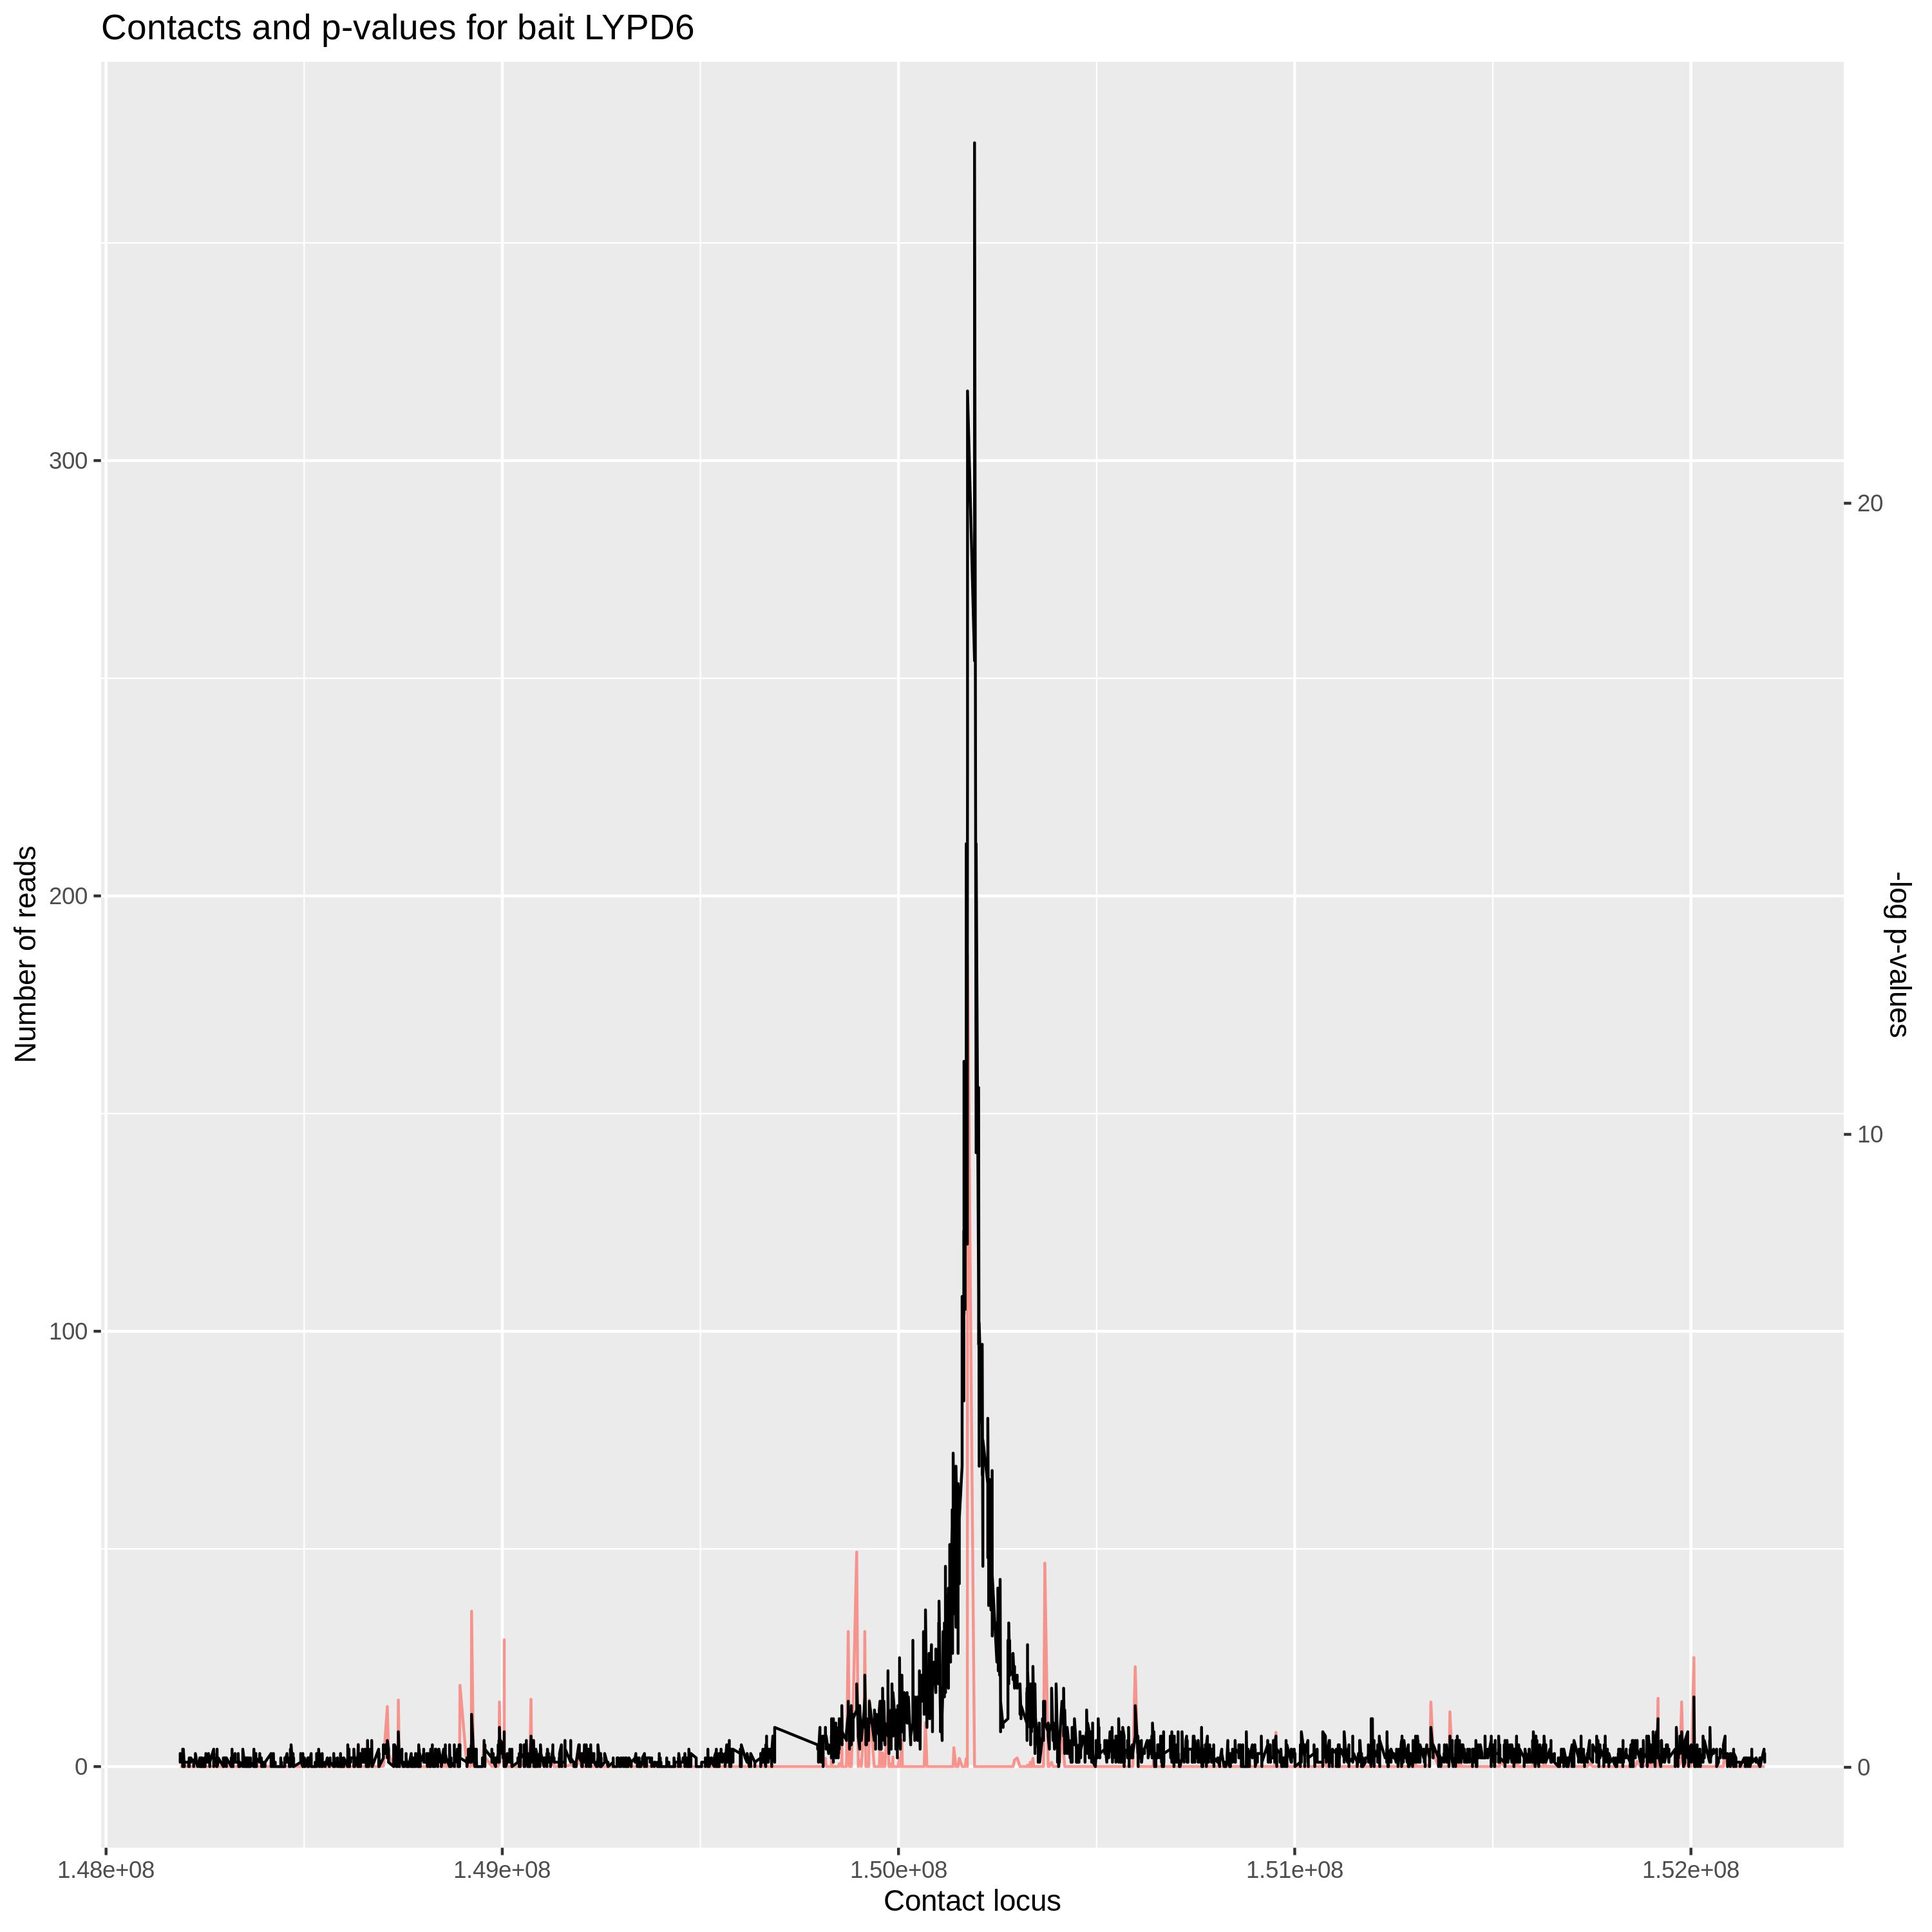 Contacts and p-values for bait LYPD6
Number of reads
300
200
100
0
20
10
0
-log p-values
1.48e+08
1.49e+08
1.50e+08
1.51e+08
1.52e+08
Contact locus